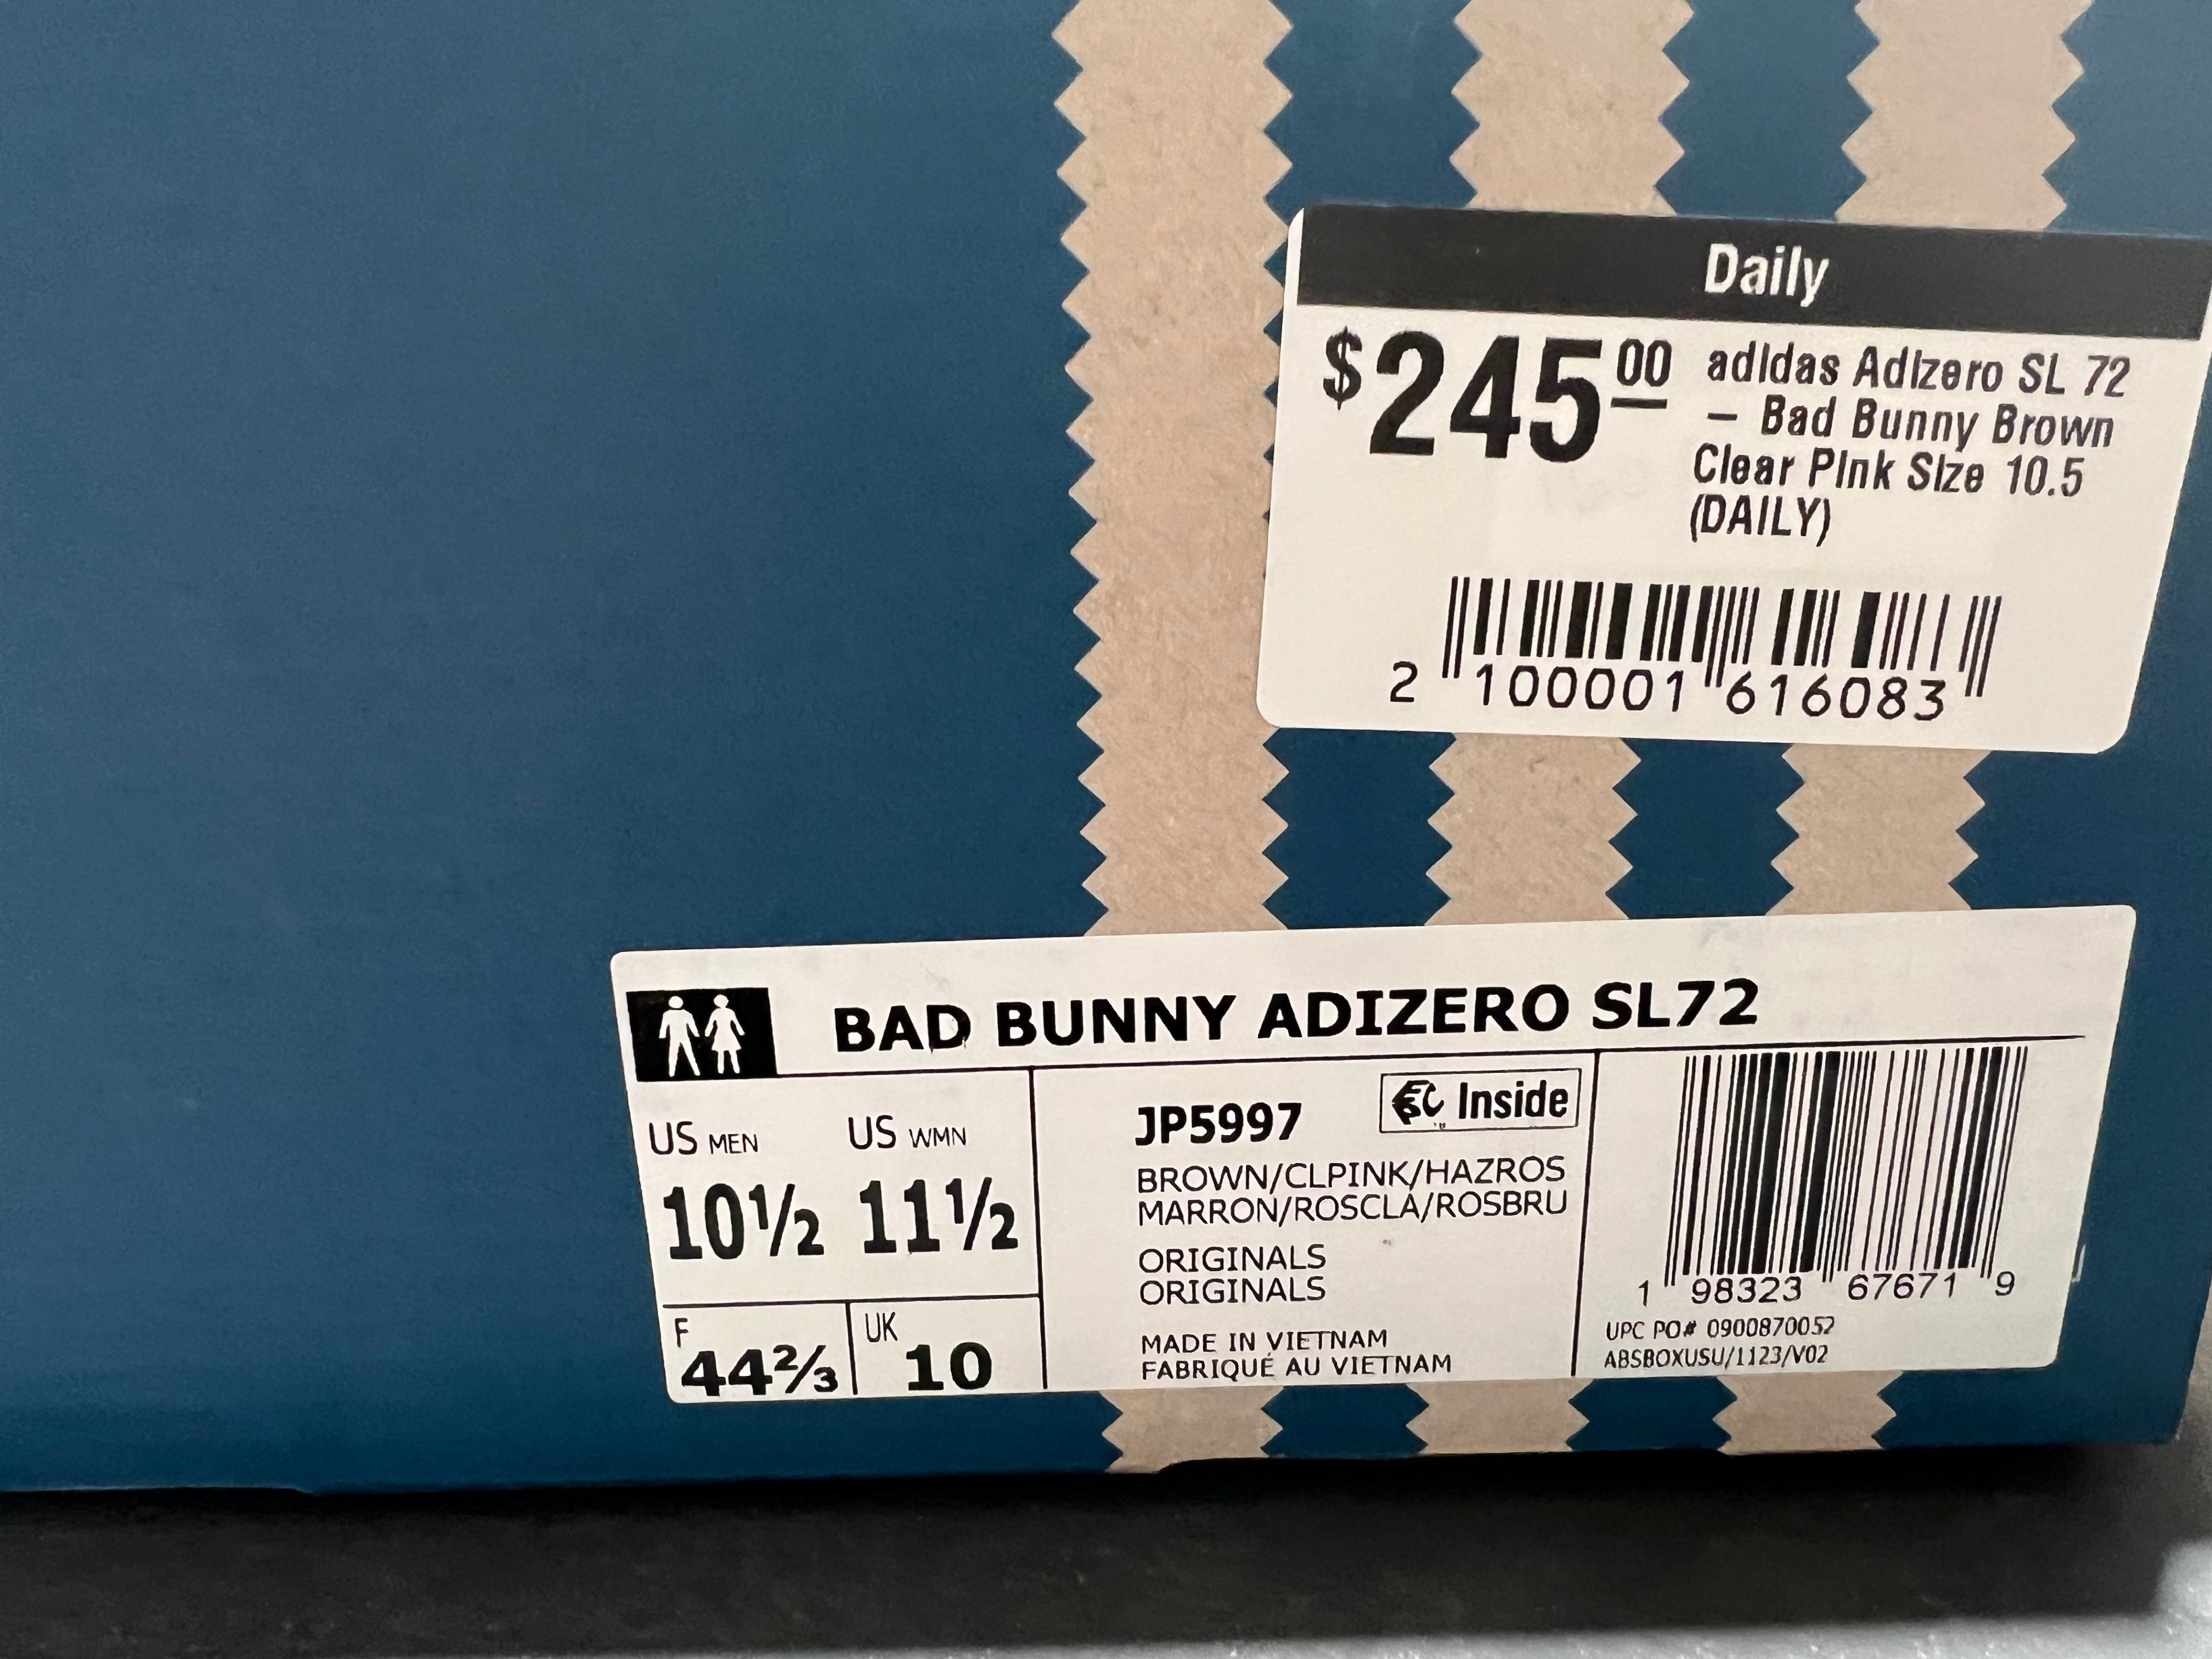 Daily
$245.00 adidas Adizero SL 72
– Bad Bunny Brown
Clear Pink Size 10.5
(DAILY)
2 100001 616083
BAD BUNNY ADIZERO SL72
US MEN US WMN
10½ 11½
F 44⅔ UK 10
JP5997 Inside
BROWN/CLPINK/HAZROS
MARRON/ROSCLA/ROSBRU
ORIGINALS
ORIGINALS
MADE IN VIETNAM
FABRIQUÉ AU VIETNAM
1 98323 67671 9
UPC PO# 0900870052
ABSBOXUSU/1123/V02